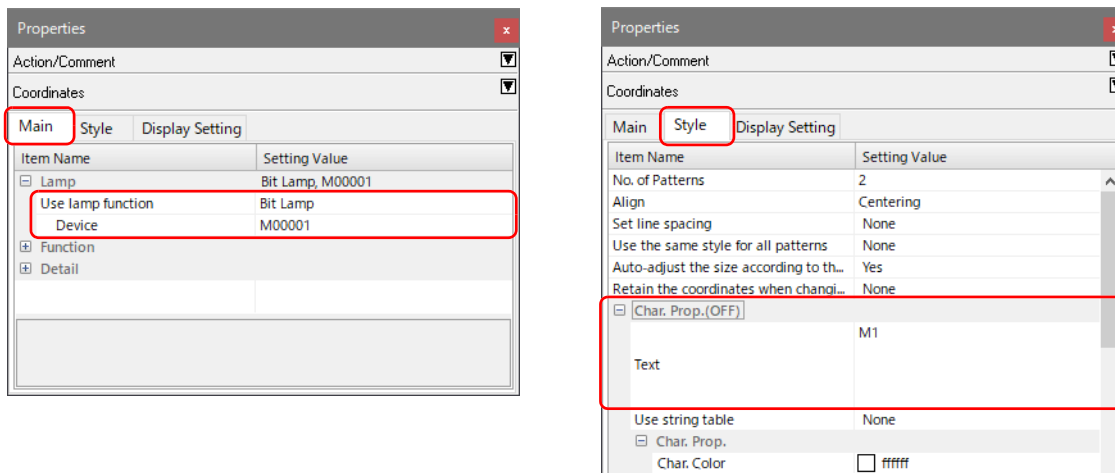 Properties
x
Action/Comment
Coordinates
Main Style Display Setting
Item Name Setting Value
Lamp Bit Lamp, M00001
Use lamp function Bit Lamp
Device M00001
Function
Detail
Properties
Action/Comment
Coordinates
Main Style Display Setting
Item Name Setting Value
No. of Patterns 2
Align Centering
Set line spacing None
Use the same style for all patterns None
Auto-adjust the size according to th... Yes
Retain the coordinates when changi... None
Char. Prop.(OFF)
Text M1
Use string table None
Char. Prop.
Char. Color ffffff